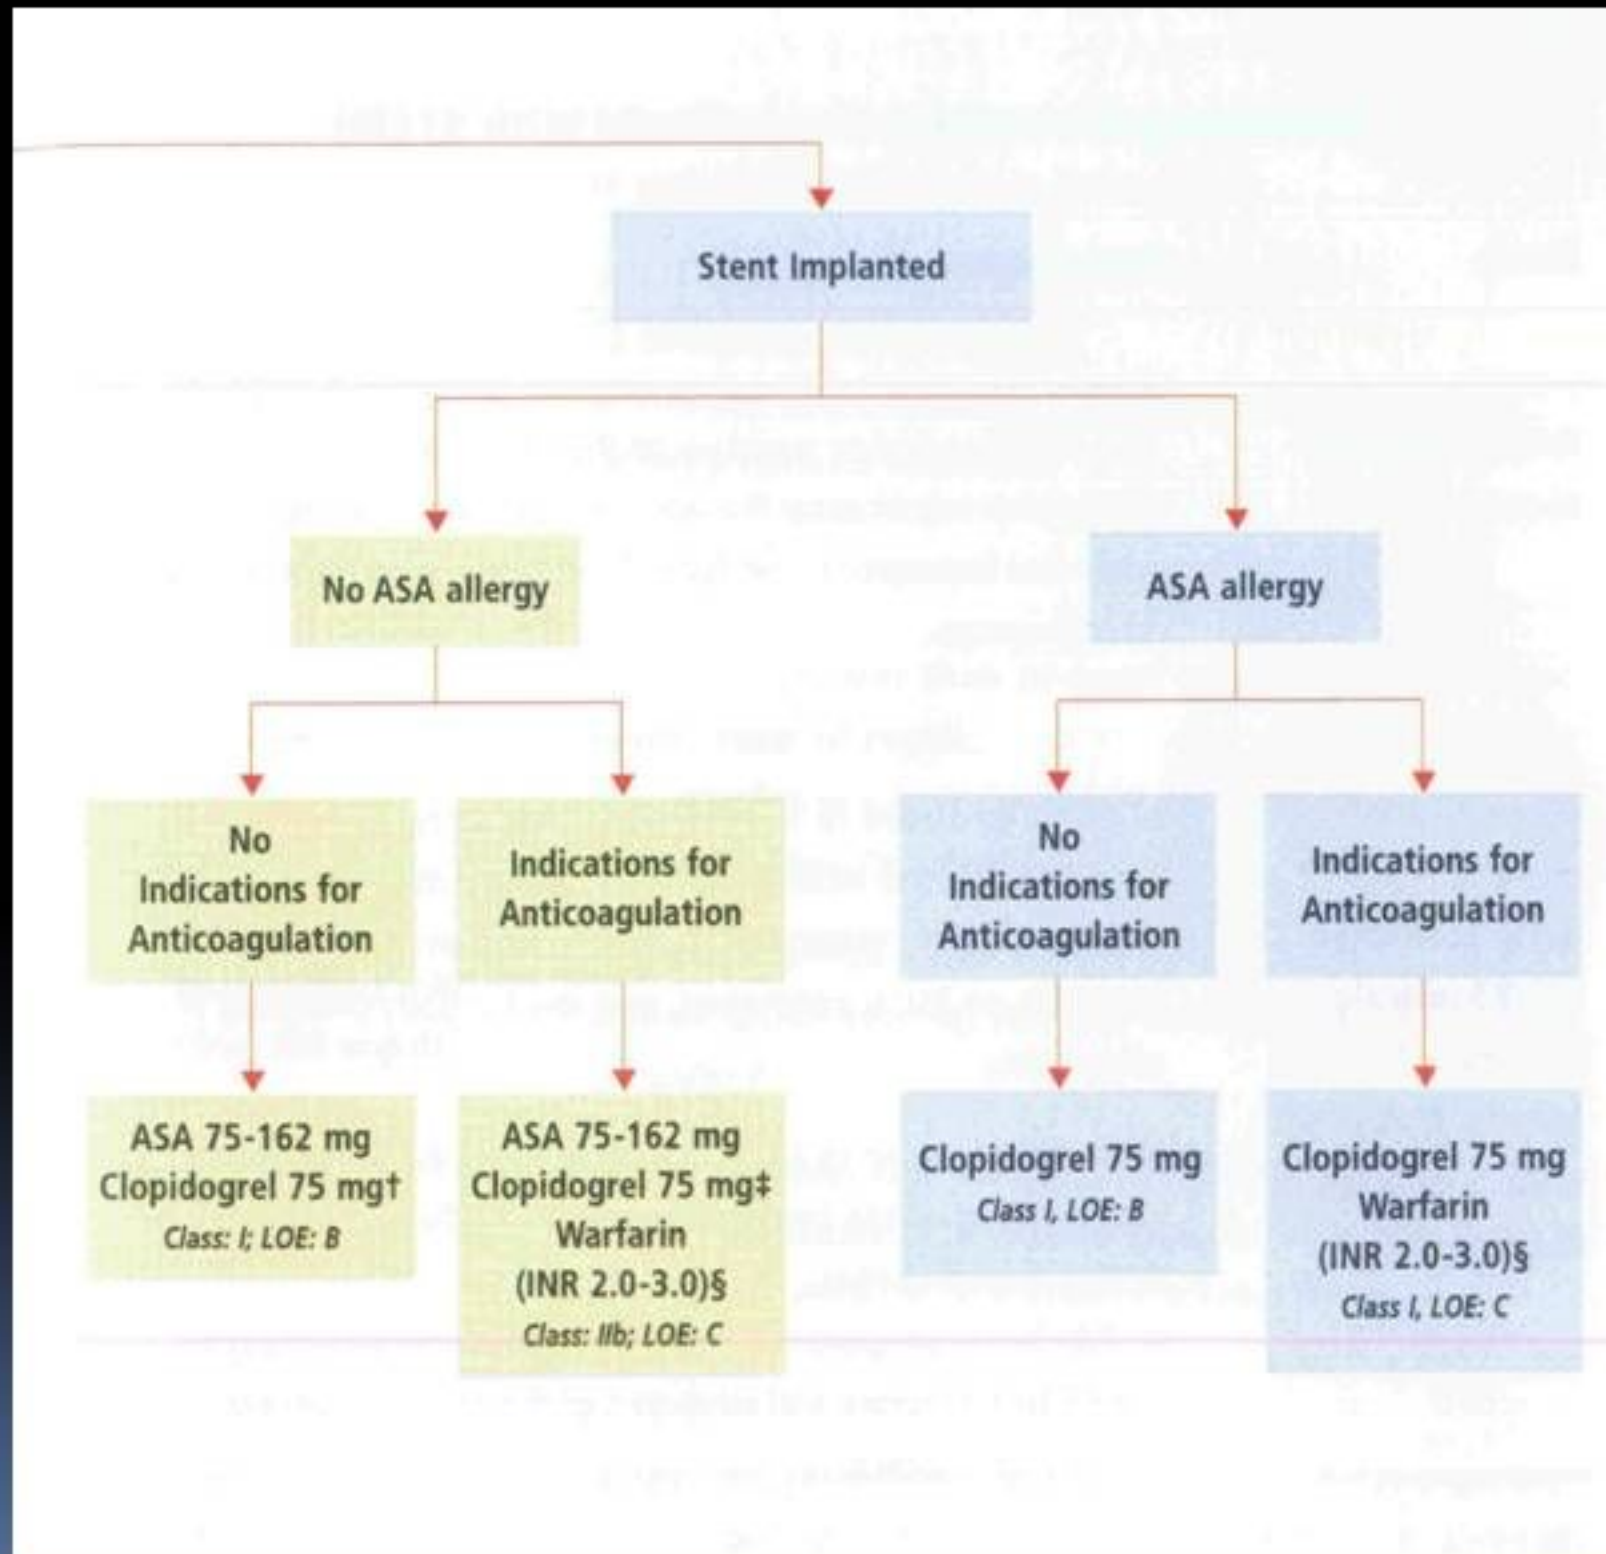 Stent Implanted
No ASA allergy
ASA allergy
No
Indications for
Anticoagulation
Indications for
Anticoagulation
No
Indications for
Anticoagulation
Indications for
Anticoagulation
ASA 75-162 mg
Clopidogrel 75 mg†
Class: I; LOE: B
ASA 75-162 mg
Clopidogrel 75 mg‡
Warfarin
(INR 2.0-3.0)§
Class: IIb; LOE: C
Clopidogrel 75 mg
Class I, LOE: B
Clopidogrel 75 mg
Warfarin
(INR 2.0-3.0)§
Class I, LOE: C